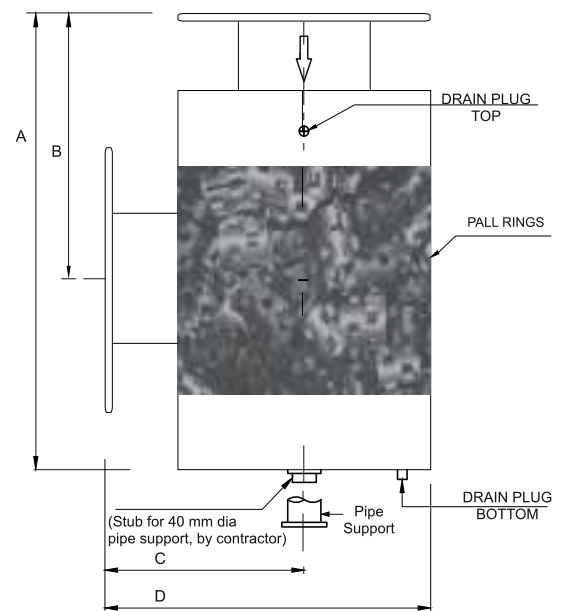 DRAIN PLUG
TOP
A
B
PALL RINGS
DRAIN PLUG
BOTTOM
(Stub for 40 mm dia
pipe support, by contractor)
Pipe
Support
C
D